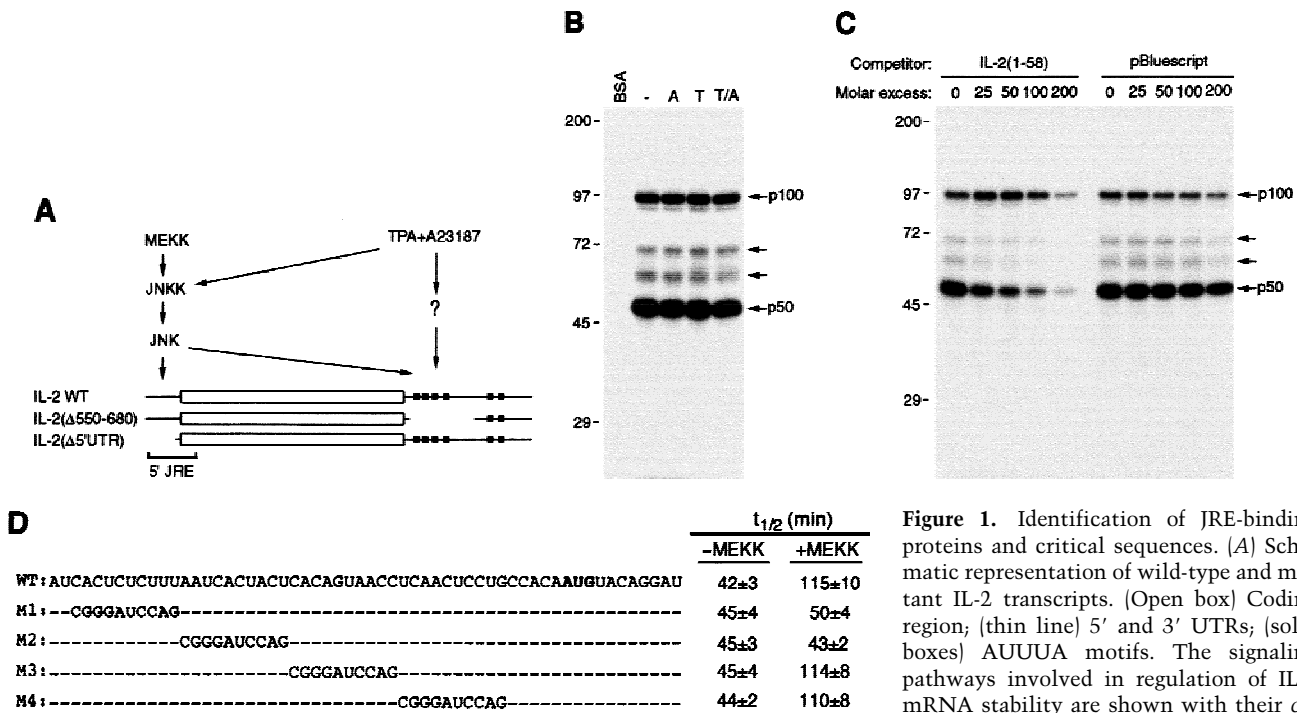 A
MEKK
TPA+A23187
JNKK
?
JNK
IL-2 WT
IL-2(Δ550-680)
IL-2(Δ5'UTR)
5' JRE
B
BSA - A T T/A
200-
97-
p100
72-
p50
45-
29-
C
Competitor: IL-2(1-58) pBluescript
Molar excess: 0 25 50 100 200 0 25 50 100 200
200-
97-
p100
72-
p50
45-
29-
D
t1/2 (min)
-MEKK +MEKK
WT:AUCACUCUCUUUAAUCACUACUCACAGUAACCUCAACUCCUGCCACAAUGUACAGGAU 42±3 115±10
M1:--CGGGAUCCAG---------------------------------------------- 45±4 50±4
M2:------------CGGGAUCCAG------------------------------------ 45±3 43±2
M3:----------------------CGGGAUCCAG-------------------------- 45±4 114±8
M4:--------------------------------CGGGAUCCAG---------------- 44±2 110±8
Figure 1. Identification of JRE-bindin
proteins and critical sequences. (A) Sch
matic representation of wild-type and m
tant IL-2 transcripts. (Open box) Codin
region; (thin line) 5′ and 3′ UTRs; (sol
boxes) AUUUA motifs. The signalin
pathways involved in regulation of IL
mRNA stability are shown with their c